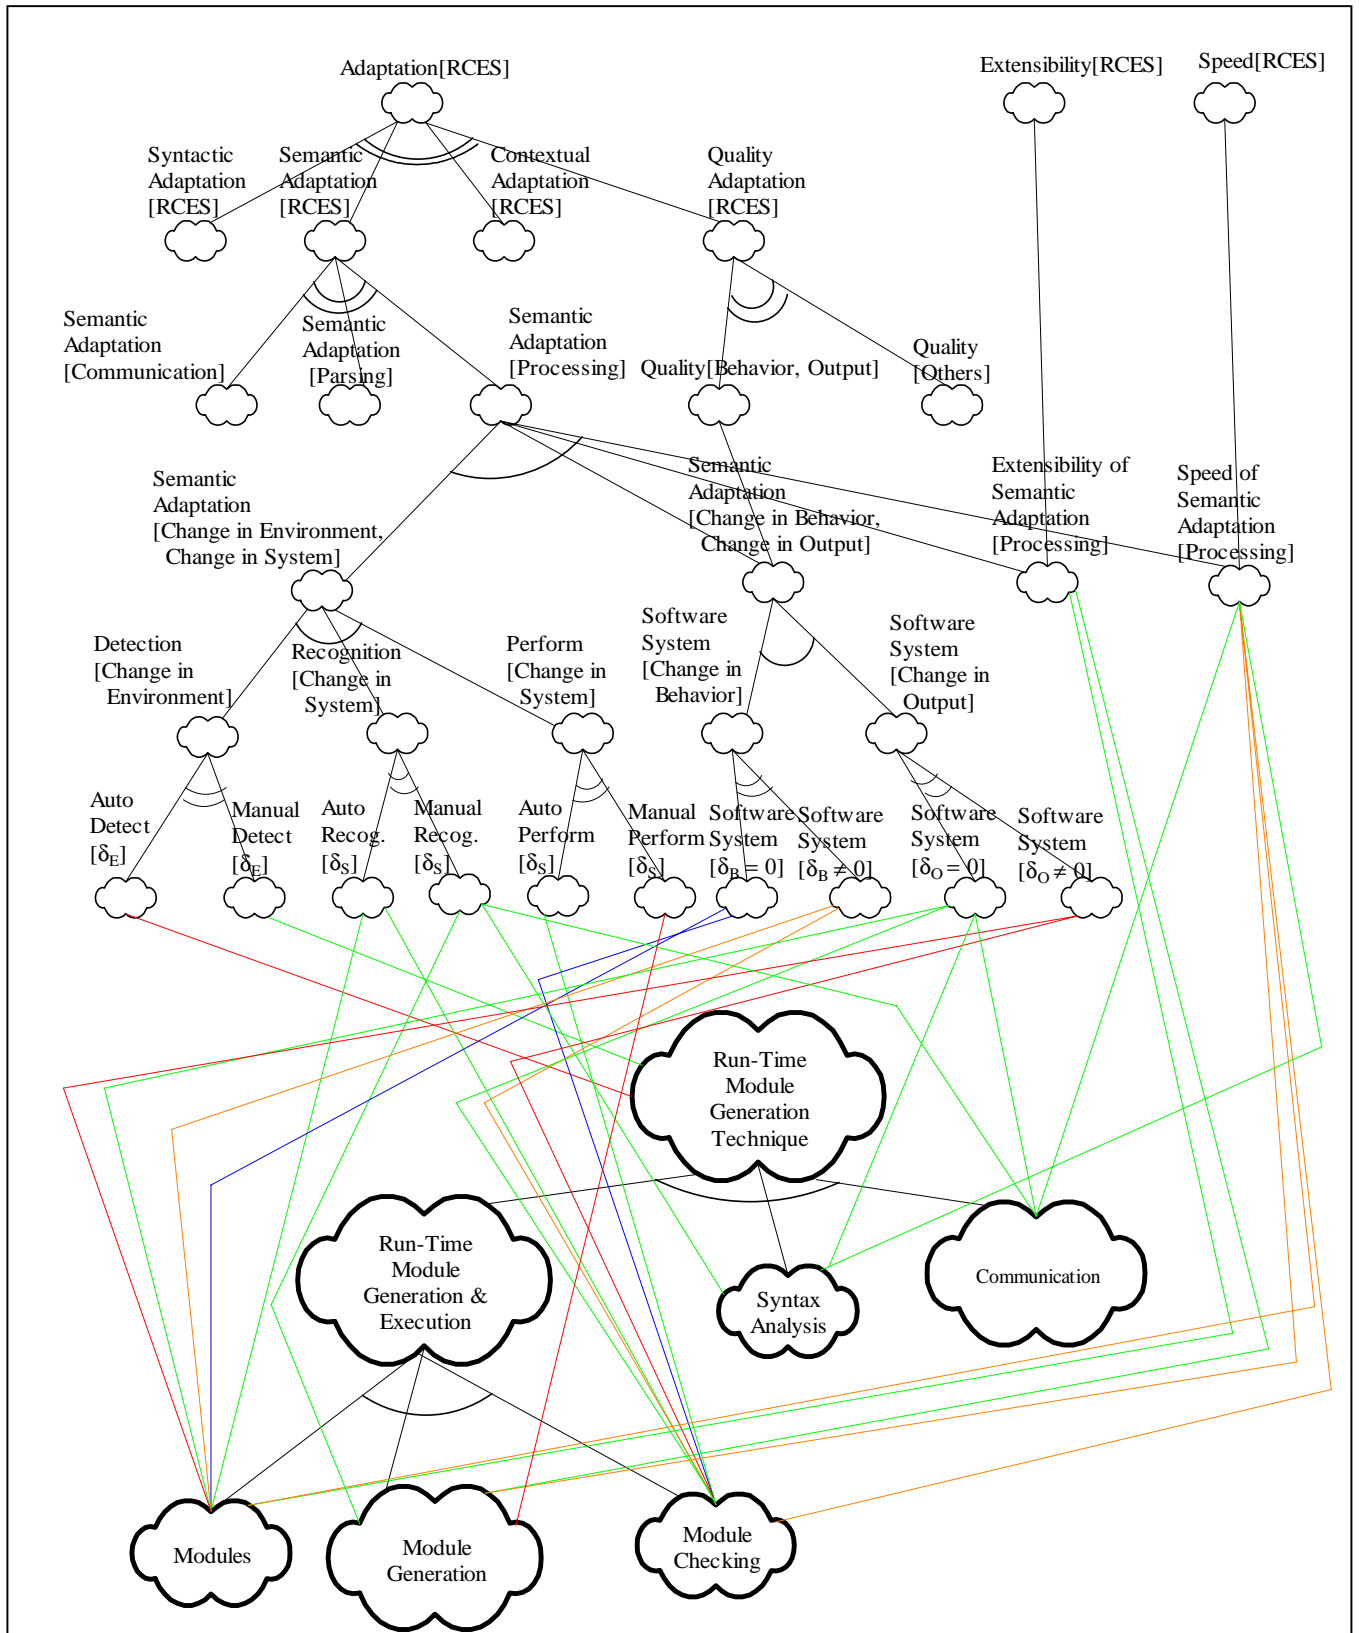 Adaptation[RCES]
Extensibility[RCES]
Speed[RCES]
Syntactic
Adaptation
[RCES]
Semantic
Adaptation
[RCES]
Contextual
Adaptation
[RCES]
Quality
Adaptation
[RCES]
Semantic
Adaptation
[Communication]
Semantic
Adaptation
[Parsing]
Semantic
Adaptation
[Processing]
Quality[Behavior, Output]
Quality
[Others]
Semantic
Adaptation
[Change in Environment,
Change in System]
Semantic
Adaptation
[Change in Behavior,
Change in Output]
Extensibility of
Semantic
Adaptation
[Processing]
Speed of
Semantic
Adaptation
[Processing]
Detection
[Change in
Environment]
Recognition
[Change in
System]
Perform
[Change in
System]
Software
System
[Change in
Behavior]
Software
System
[Change in
Output]
Auto
Detect
[δE]
Manual
Detect
[δE]
Auto
Recog.
[δS]
Manual
Recog.
[δS]
Auto
Perform
[δS]
Manual
Perform
[δS]
Software
System
[δB = 0]
Software
System
[δB ≠ 0]
Software
System
[δO = 0]
Software
System
[δO ≠ 0]
Run-Time
Module
Generation
Technique
Run-Time
Module
Generation &
Execution
Syntax
Analysis
Communication
Modules
Module
Generation
Module
Checking